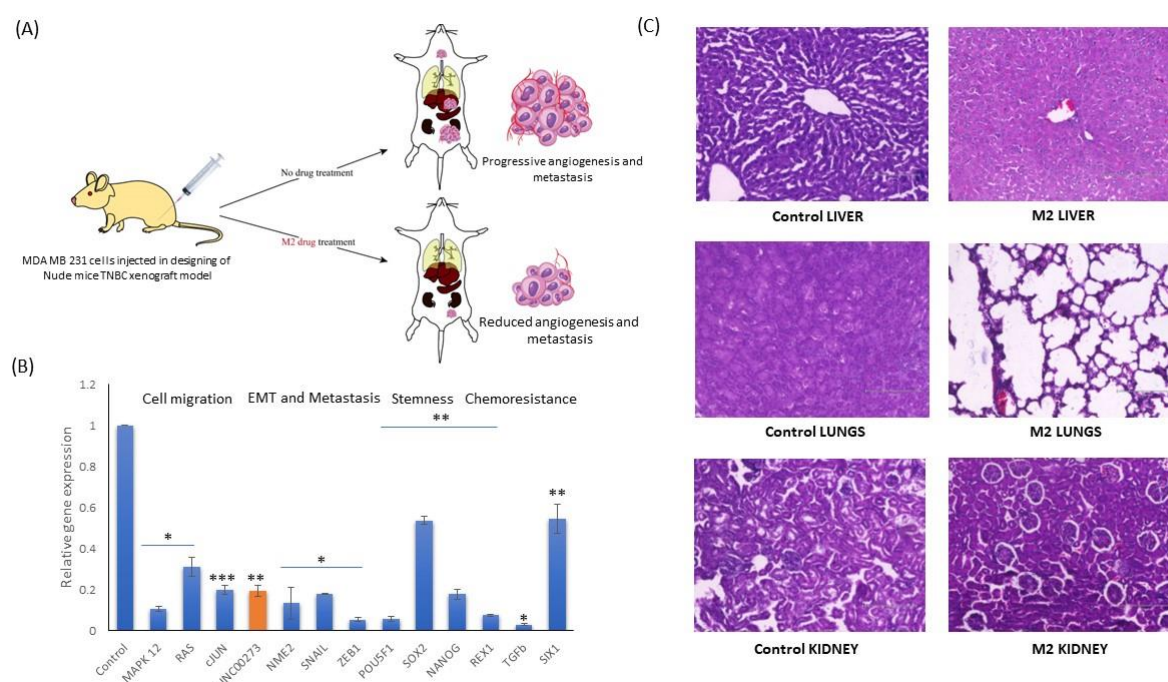 (A)
No drug treatment
M2 drug treatment
MDA MB 231 cells injected in designing of
Nude mice TNBC xenograft model
Progressive angiogenesis and
metastasis
Reduced angiogenesis and
metastasis
(B)
Relative gene expression
1.2
1
0.8
0.6
0.4
0.2
0
Cell migration
EMT and Metastasis
Stemness
Chemoresistance
*
***
**
*
**
*
**
Control
MAPK 12
RAS
cJUN
INC00273
NME2
SNAIL
ZEB1
POU5F1
SOX2
NANOG
REX1
TGFb
SIX1
(C)
Control LIVER
M2 LIVER
Control LUNGS
M2 LUNGS
Control KIDNEY
M2 KIDNEY